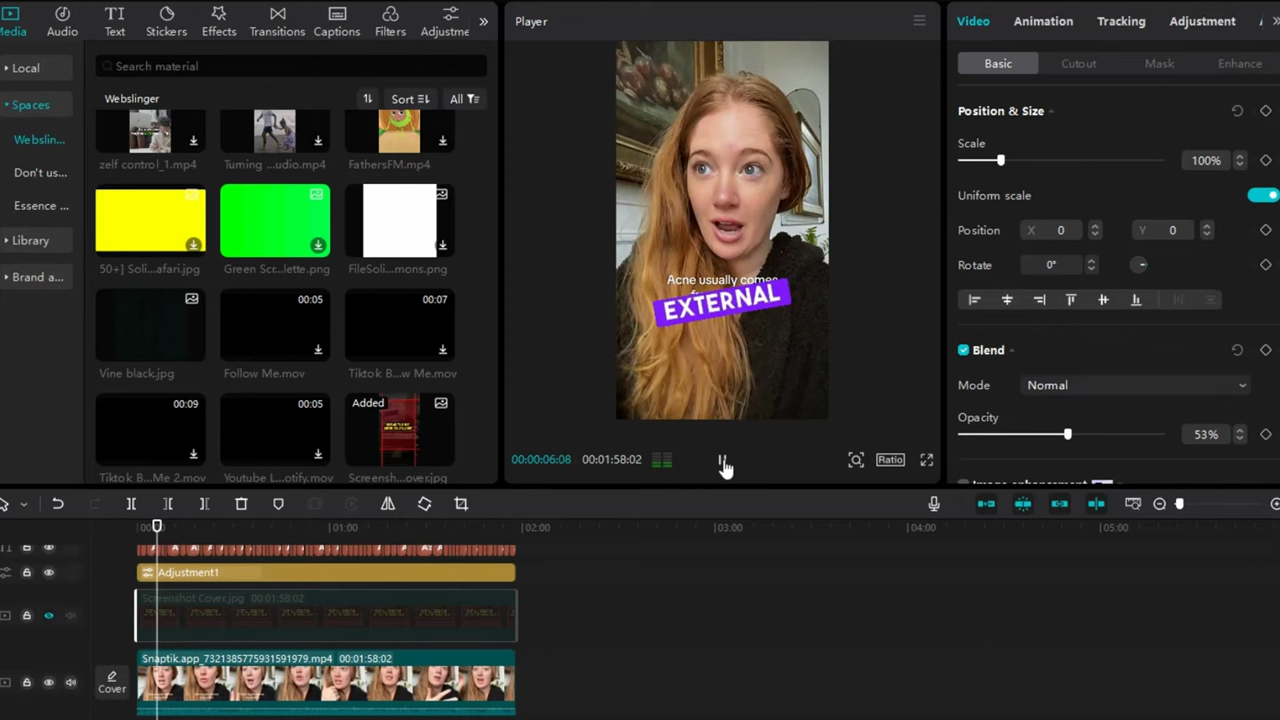 Media
Audio
Text
Stickers
Effects
Transitions
Captions
Filters
Adjustme
Local
Spaces
Webslin...
Don't us...
Essence ...
Library
Brand a...
Search material
Webslinger
Sort
All
zelf control_1.mp4
Turning ...udio.mp4
FathersFM.mp4
50+] Soli...afari.jpg
Green Scr...lette.png
FileSoli...mons.png
00:05
00:07
Vine black.jpg
Follow Me.mov
Tiktok B...w Me.mov
00:09
00:05
Added
Tiktok B...Me 2.mov
Youtube L...otify.mov
Screensh...over.jpg
Player
Acne usually comes
EXTERNAL
00:00:06:08
00:01:58:02
Ratio
Video
Animation
Tracking
Adjustment
Basic
Cutout
Mask
Enhance
Position & Size
Scale
100%
Uniform scale
Position
X 0
Y 0
Rotate
0°
Blend
Mode
Normal
Opacity
53%
Image enhancement
01:00
02:00
03:00
04:00
05:00
Adjustment1
Screenshot Cover.jpg 00:01:58:02
Snaptik.app_7321385775931591979.mp4 00:01:58:02
Cover